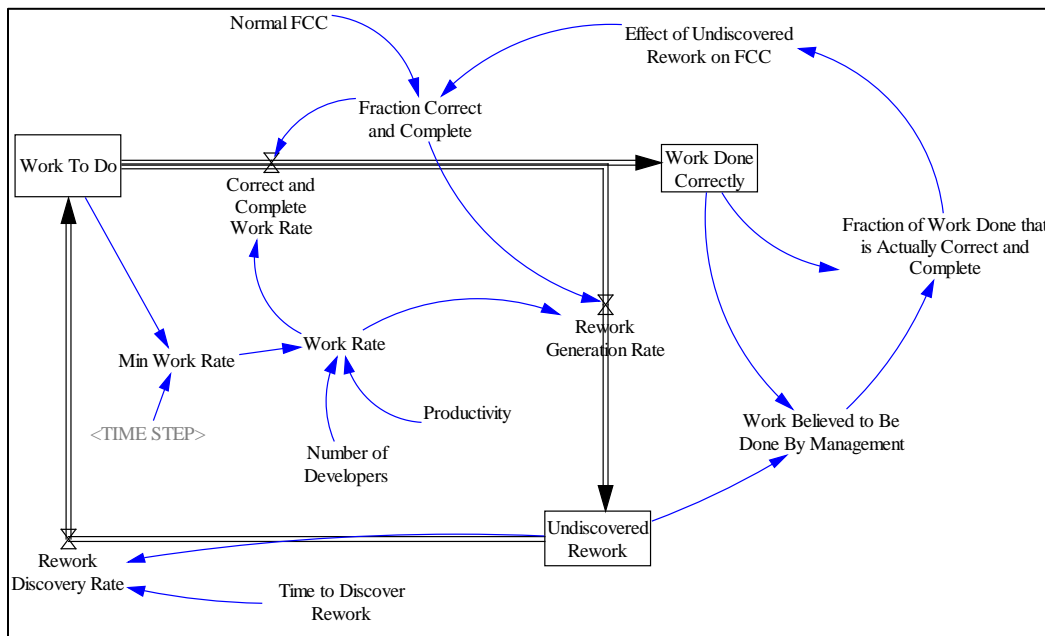 Normal FCC
Effect of Undiscovered
Rework on FCC
Fraction Correct
and Complete
Work To Do
Work Done
Correctly
Correct and
Complete
Work Rate
Fraction of Work Done that
is Actually Correct and
Complete
Rework
Generation Rate
Work Rate
Min Work Rate
Productivity
<TIME STEP>
Number of
Developers
Work Believed to Be
Done By Management
Undiscovered
Rework
Rework
Discovery Rate
Time to Discover
Rework